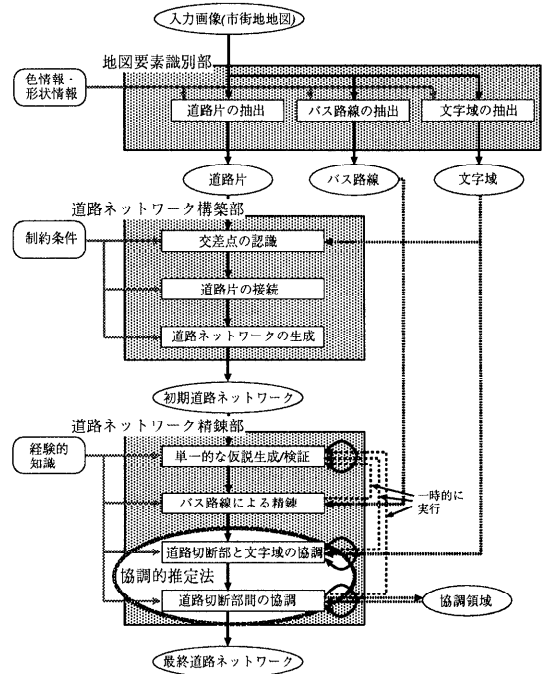 入力画像(市街地地図)
地図要素識別部
色情報・
形状情報
道路片の抽出
バス路線の抽出
文字域の抽出
道路片
バス路線
文字域
道路ネットワーク構築部
制約条件
交差点の認識
道路片の接続
道路ネットワークの生成
初期道路ネットワーク
道路ネットワーク精錬部
経験的
知識
単一的な仮説生成/検証
一時的に
実行
バス路線による精錬
道路切断部と文字域の協調
協調的推定法
道路切断部間の協調
協調領域
最終道路ネットワーク